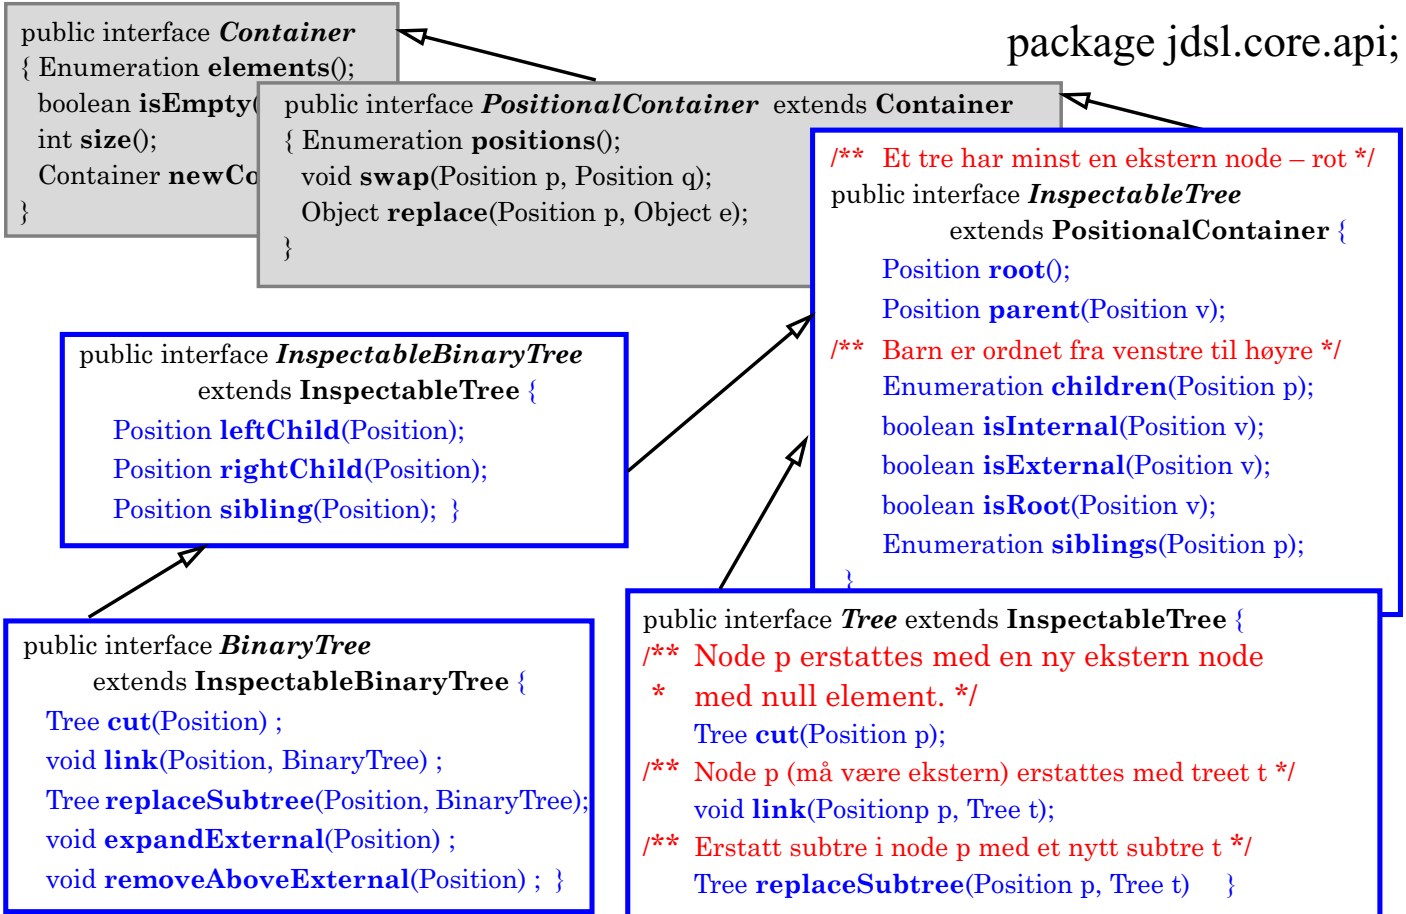 package jdsl.core.api;
public interface Container
{ Enumeration elements();
boolean isEmpty(
int size();
Container
}
public interface PositionalContainer extends Container
{ Enumeration positions();
void swap(Position p, Position q);
Object replace(Position p, Object e);
}
/** Et tre har minst en ekstern node – rot */
public interface InspectableTree
extends PositionalContainer {
Position root();
Position parent(Position v);
/** Barn er ordnet fra venstre til høyre */
Enumeration children(Position p);
boolean isInternal(Position v);
boolean isExternal(Position v);
boolean isRoot(Position v);
Enumeration siblings(Position p);
}
public interface InspectableBinaryTree
extends InspectableTree {
Position leftChild(Position);
Position rightChild(Position);
Position sibling(Position); }
public interface BinaryTree
extends InspectableBinaryTree {
Tree cut(Position) ;
void link(Position, BinaryTree) ;
Tree replaceSubtree(Position, BinaryTree);
void expandExternal(Position) ;
void removeAboveExternal(Position) ; }
public interface Tree extends InspectableTree {
/** Node p erstattes med en ny ekstern node
* med null element. */
Tree cut(Position p);
/** Node p (må være ekstern) erstattes med treet t */
void link(Positionp p, Tree t);
/** Erstatt subtre i node p med et nytt subtre t */
Tree replaceSubtree(Position p, Tree t) }